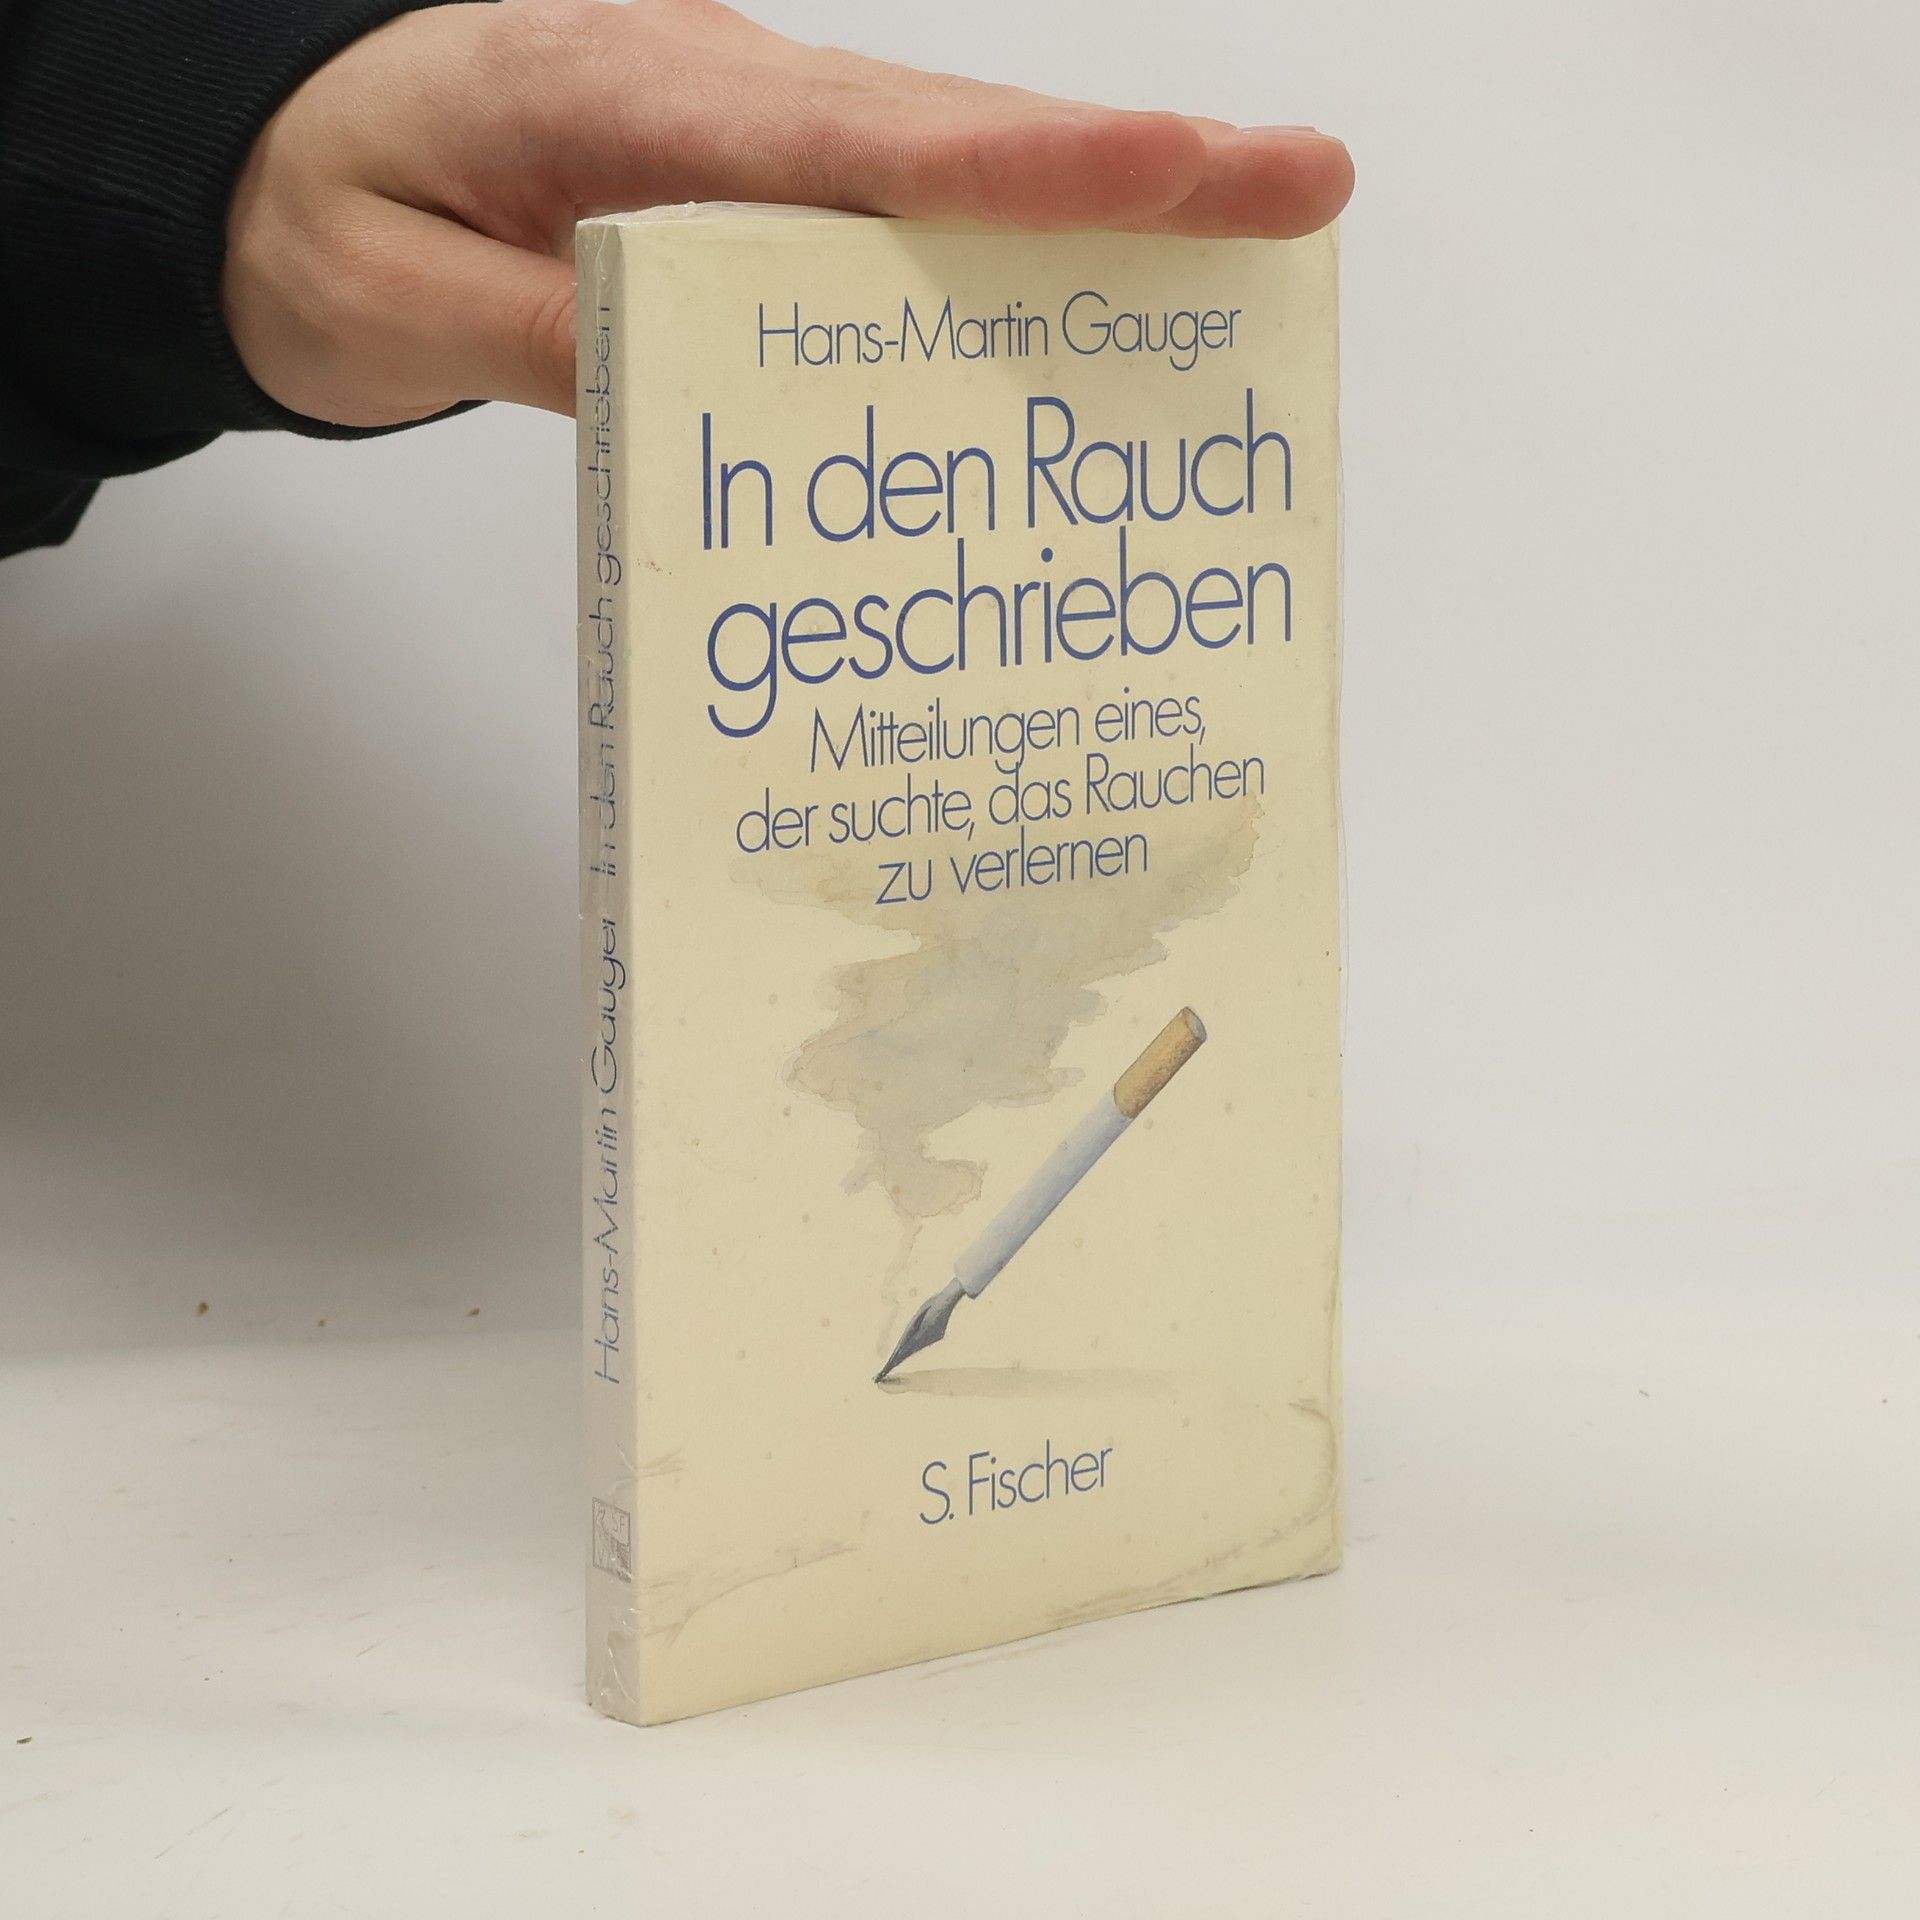 Hans-Martin Gauger
In den Rauch
geschrieben
Mitteilungen eines,
der suchte, das Rauchen
zu verlernen
S. Fischer
Hans-Martin Gauger In den Rauch geschrieben
SF